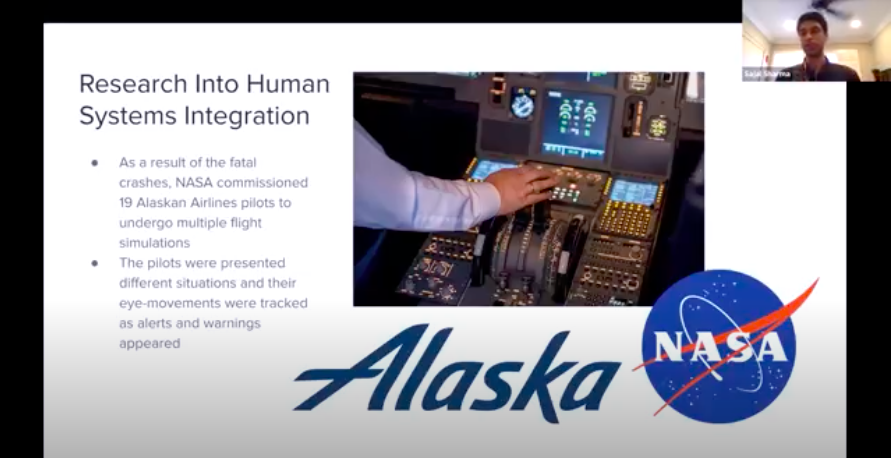 Research Into Human
Systems Integration
● As a result of the fatal
crashes, NASA commissioned
19 Alaskan Airlines pilots to
undergo multiple flight
simulations
● The pilots were presented
different situations and their
eye-movements were tracked
as alerts and warnings
appeared
Alaska
NASA
Sajal Sharma